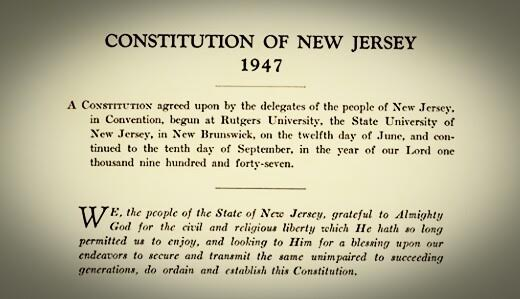 CONSTITUTION OF NEW JERSEY
1947
A CONSTITUTION agreed upon by the delegates of the people of New Jersey,
in Convention, begun at Rutgers University, the State University of
New Jersey, in New Brunswick, on the twelfth day of June, and con-
tinued to the tenth day of September, in the year of our Lord one
thousand nine hundred and forty-seven.
WE, the people of the State of New Jersey, grateful to Almighty
God for the civil and religious liberty which He hath so long
permitted us to enjoy, and looking to Him for a blessing upon our
endeavors to secure and transmit the same unimpaired to succeeding
generations, do ordain and establish this Constitution.